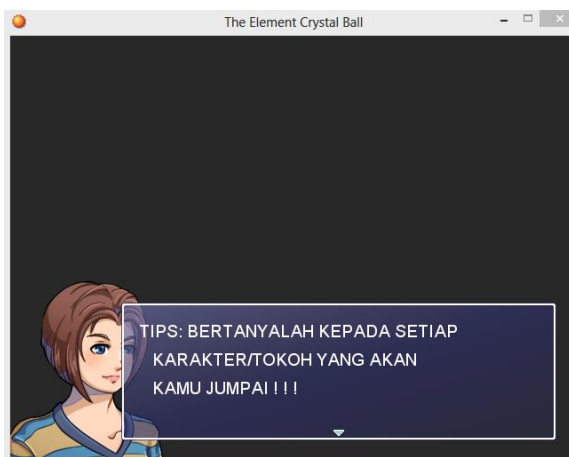 The Element Crystal Ball
TIPS: BERTANYALAH KEPADA SETIAP
KARAKTER/TOKOH YANG AKAN
KAMU JUMPAI ! ! !